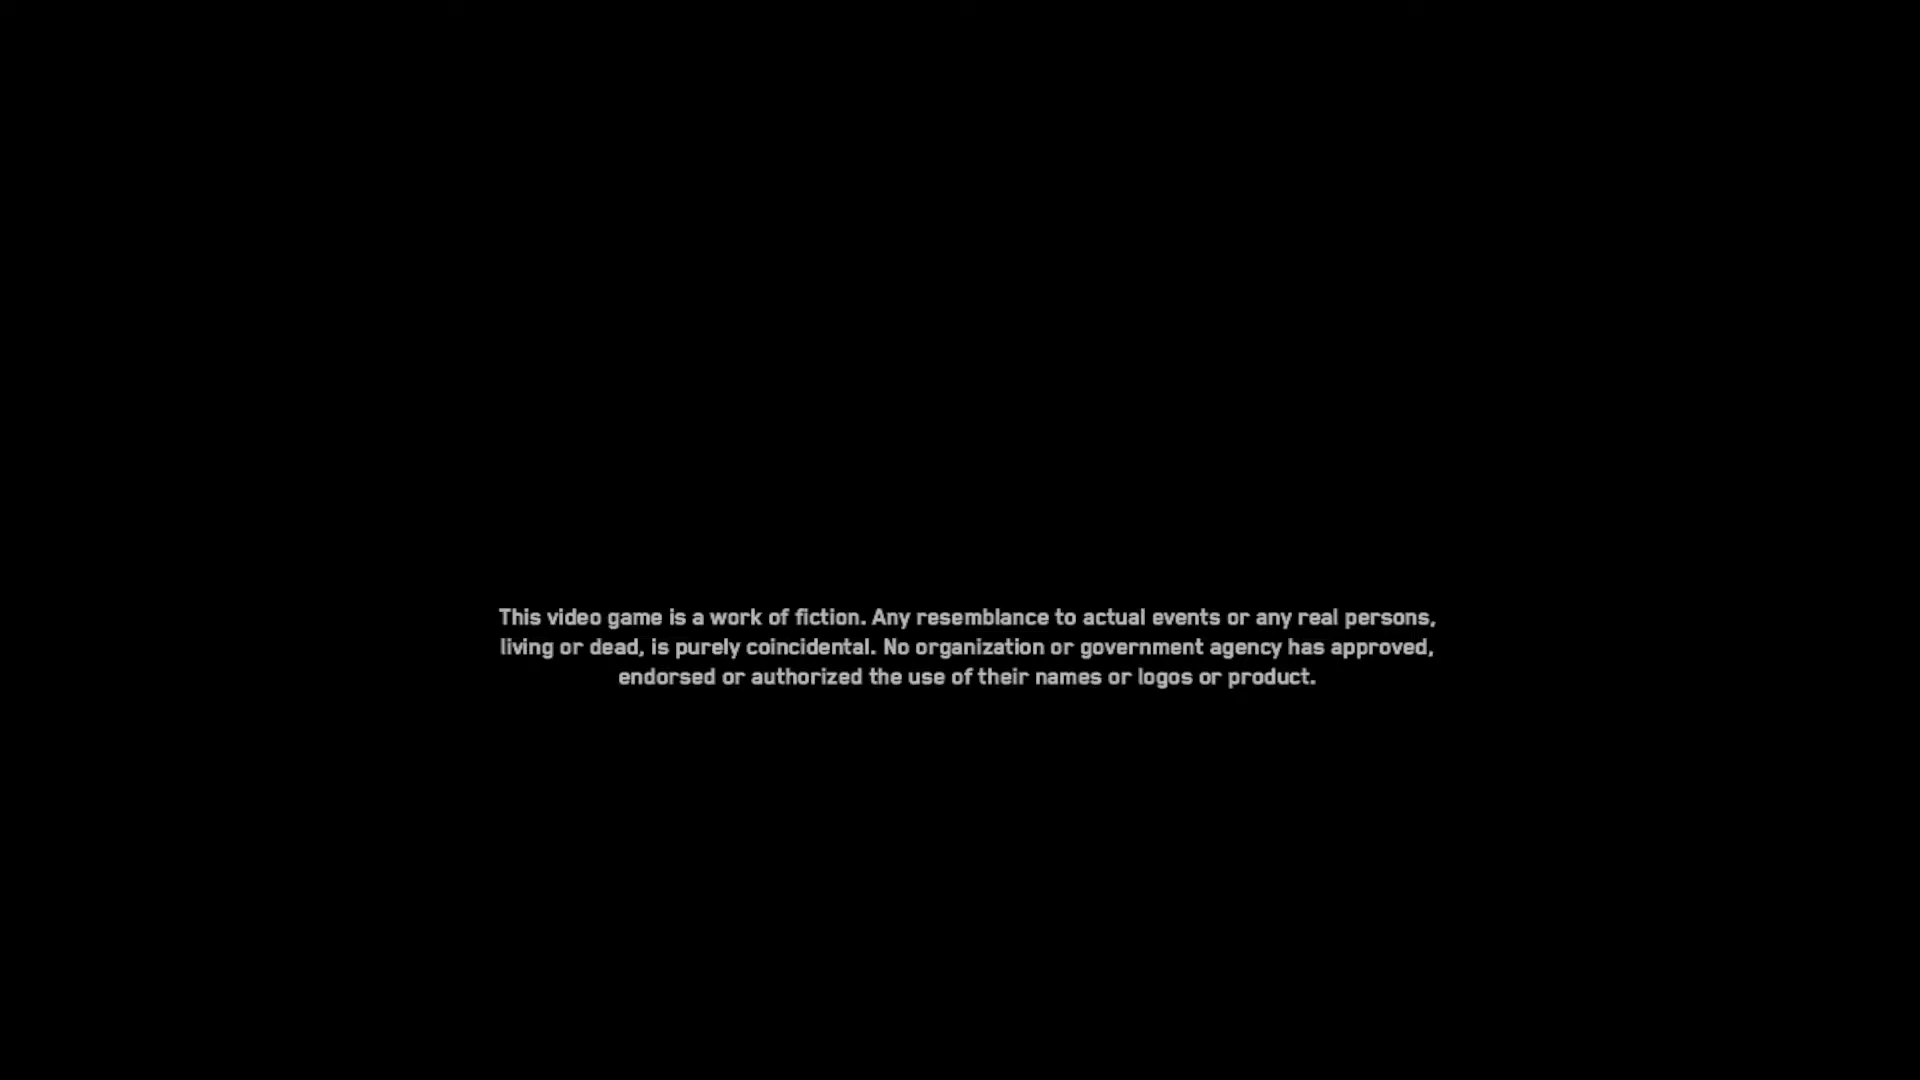 This video game is a work of fiction. Any resemblance to actual events or any real persons,
living or dead, is purely coincidental. No organization or government agency has approved,
endorsed or authorized the use of their names or logos or product.